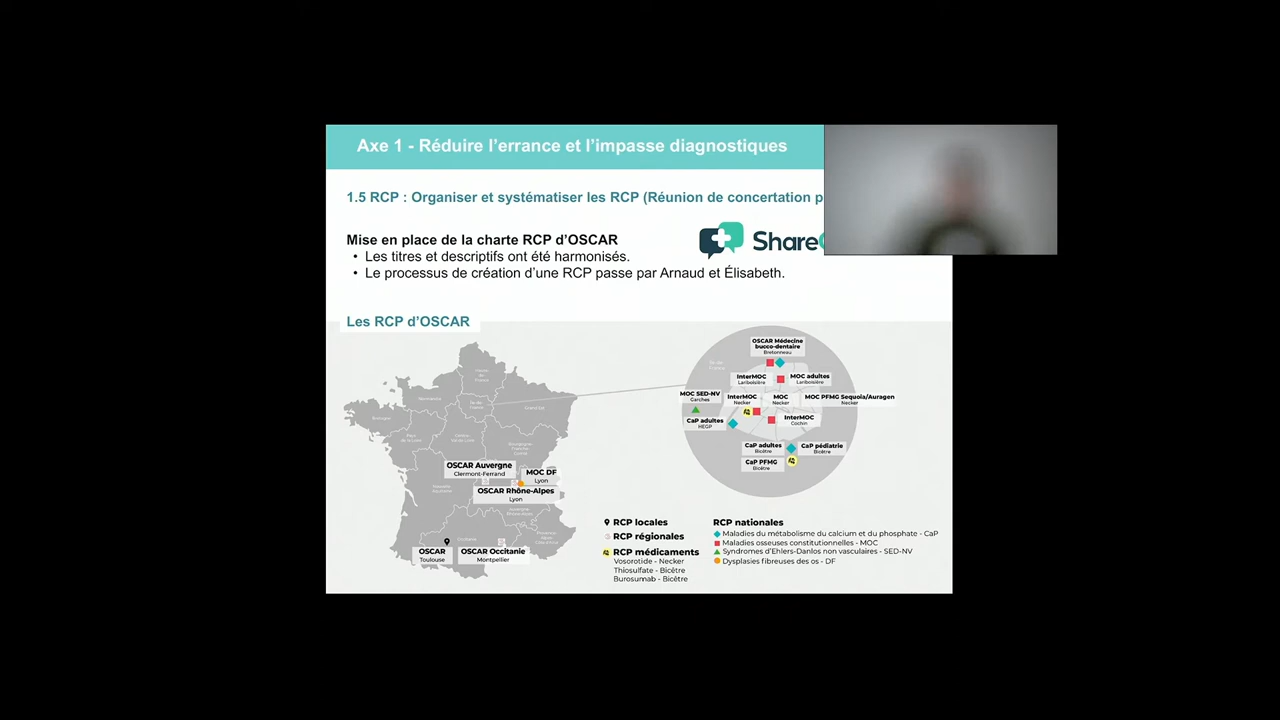 Axe 1 - Réduire l'errance et l'impasse diagnostiques
1.5 RCP : Organiser et systématiser les RCP (Réunion de concertation p
Mise en place de la charte RCP d'OSCAR
Share
• Les titres et descriptifs ont été harmonisés.
• Le processus de création d'une RCP passe par Arnaud et Élisabeth.
Les RCP d'OSCAR
OSCAR Auvergne
Clermont-Ferrand
MOC DF
Lyon
OSCAR Rhône-Alpes
Lyon
OSCAR
Toulouse
OSCAR Occitanie
Montpellier
OSCAR Médecine
bucco-dentaire
Bretonneau
InterMOC
Lariboisière
MOC adultes
Lariboisière
MOC SED-NV
Garches
InterMOC
Necker
MOC
Necker
MOC PFMG Sequoia/Auragen
Necker
CaP adultes
HEGP
InterMOC
Cochin
CaP adultes
Bicêtre
CaP pédiatrie
Bicêtre
CaP PFMG
Bicêtre
RCP locales
RCP régionales
RCP médicaments
Vosorotide - Necker
Thiosulfate - Bicêtre
Burosumab - Bicêtre
RCP nationales
Maladies du métabolisme du calcium et du phosphate - CaP
Maladies osseuses constitutionnelles - MOC
Syndromes d'Ehlers-Danlos non vasculaires - SED-NV
Dysplasies fibreuses des os - DF